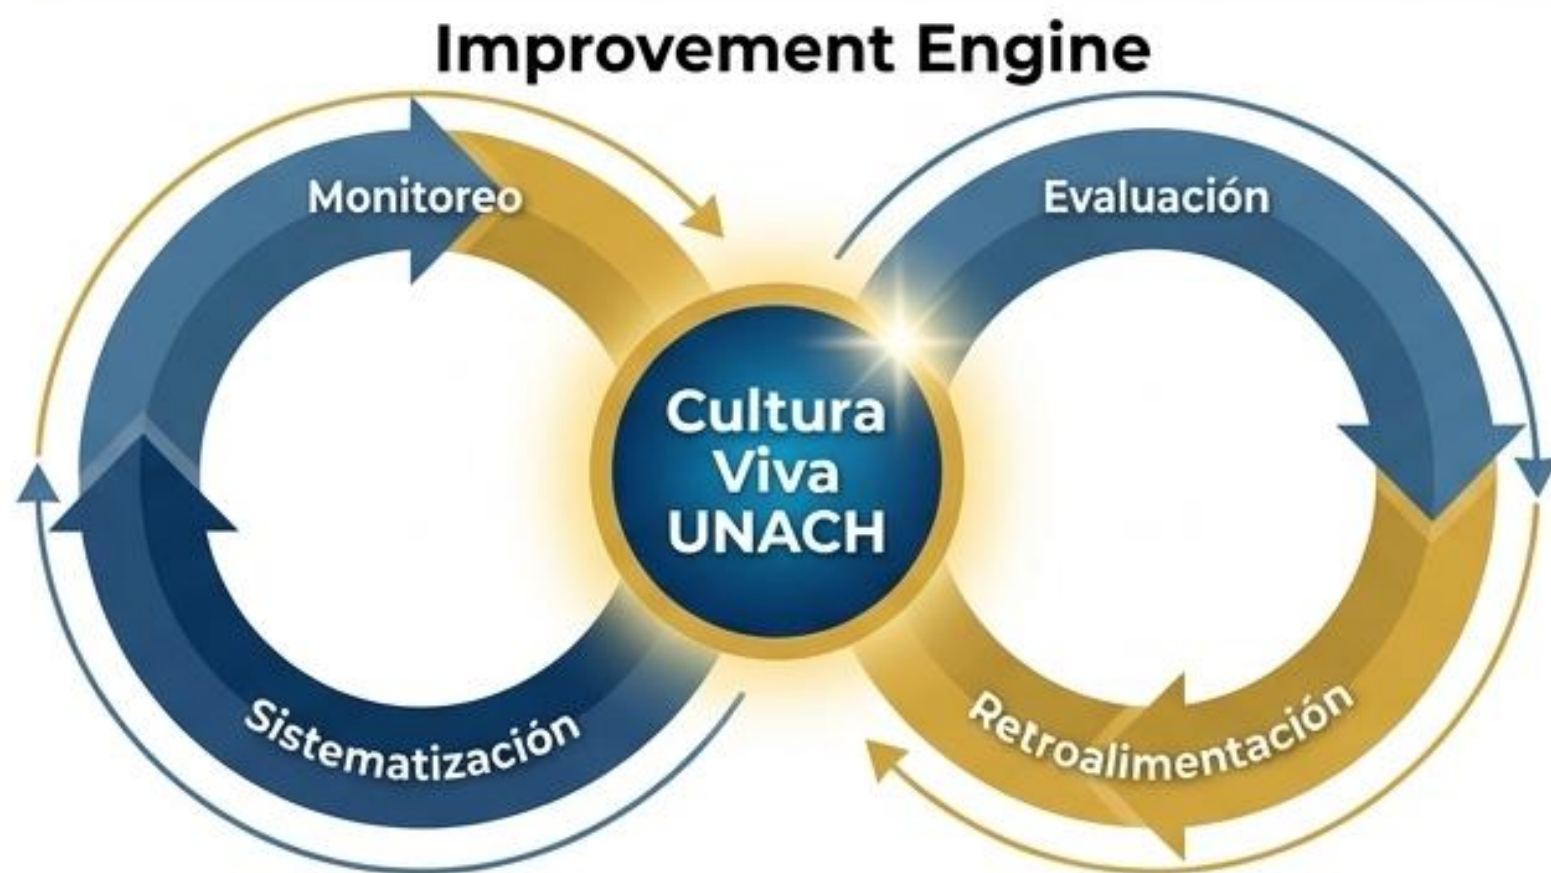 Improvement Engine
Monitoreo
Evaluación
Cultura
Viva
UNACH
Sistematización
Retroalimentación